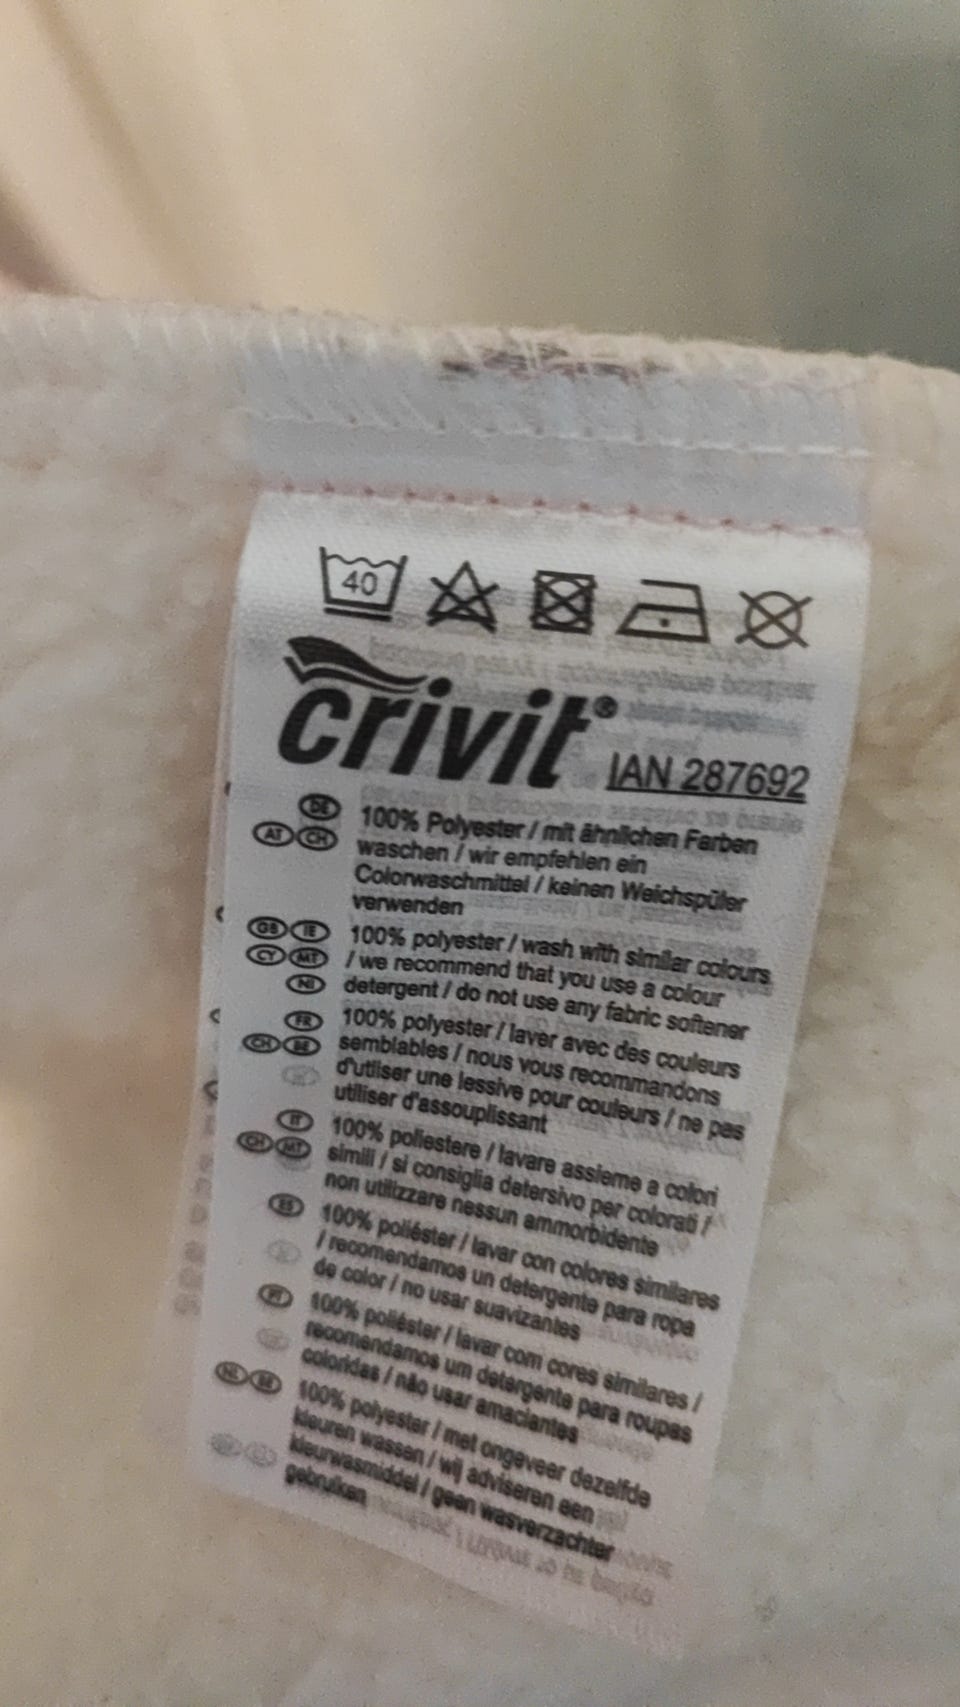 40
crivit® IAN 287692
DE 100% Polyester / mit ähnlichen Farben
AT CH waschen / wir empfehlen ein
Colorwaschmittel / keinen Weichspüler
verwenden
GB IE 100% polyester / wash with similar colours
CY MT / we recommend that you use a colour
NI detergent / do not use any fabric softener
FR 100% polyester / laver avec des couleurs
CH BE semblables / nous vous recommandons
d'utliser une lessive pour couleurs / ne pas
utiliser d'assouplissant
IT 100% poliestere / lavare assieme a colori
CH MT simili / si consiglia detersivo per colorati /
non utilizzare nessun ammorbidente
ES 100% poliéster / lavar con colores similares
/ recomendamos un detergente para ropa
de color / no usar suavizantes
PT 100% poliéster / lavar com cores similares /
recomendamos um detergente para roupas
coloridas / não usar amaciantes
NL BE 100% polyester / met ongeveer dezelfde
kleuren wassen / wij adviseren een
kleurwasmiddel / geen wasverzachter
gebruiken